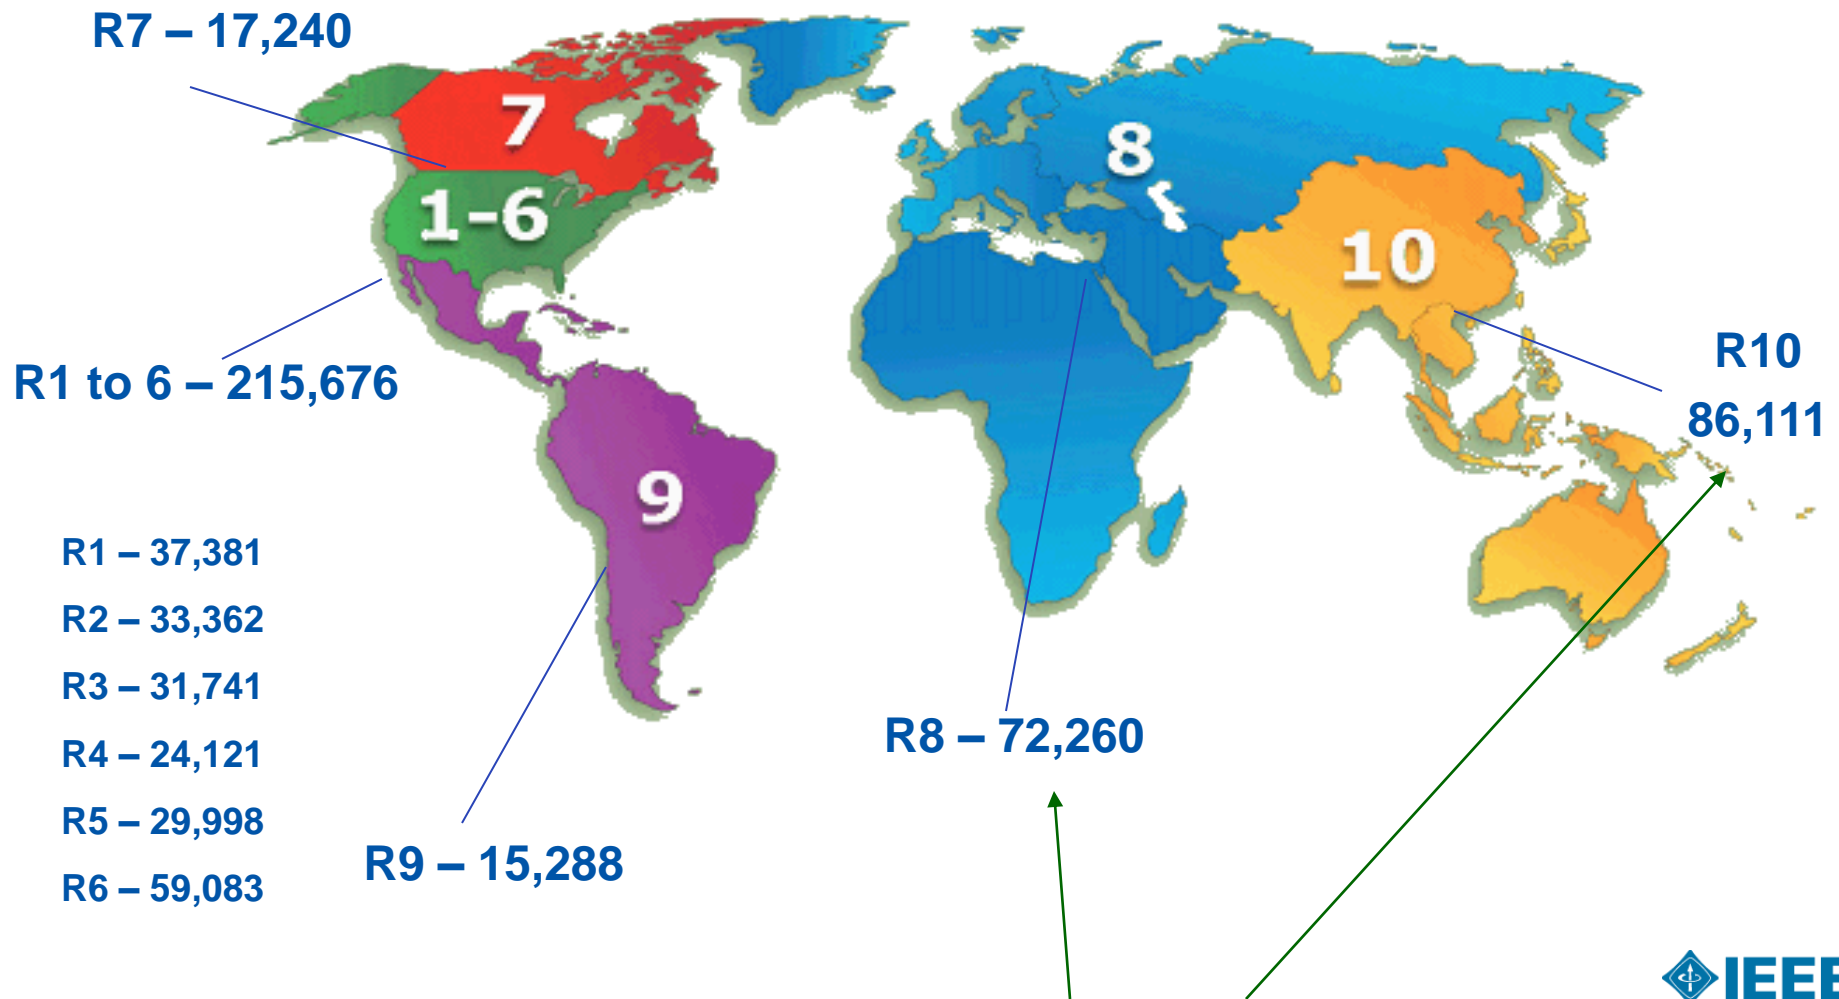 R7 – 17,240
7
8
1-6
10
R10
86,111
R1 to 6 – 215,676
9
R1 – 37,381
R2 – 33,362
R3 – 31,741
R4 – 24,121
R5 – 29,998
R6 – 59,083
R8 – 72,260
R9 – 15,288
IEEE